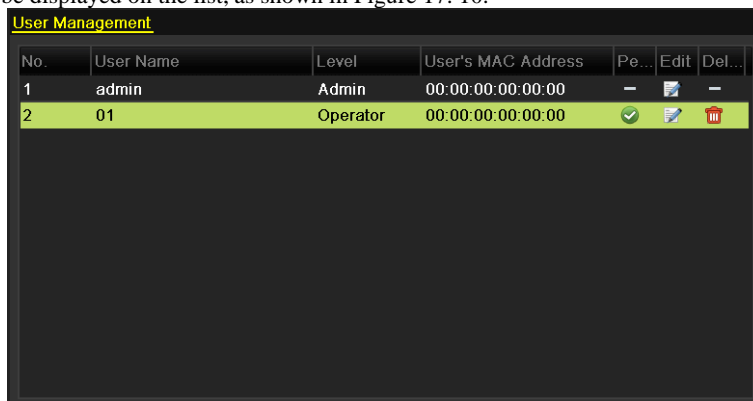 be displayed on the list, as shown in Figure 17. 10.
User Management
No. User Name Level User's MAC Address Pe... Edit Del...
1 admin Admin 00:00:00:00:00:00 – –
2 01 Operator 00:00:00:00:00:00